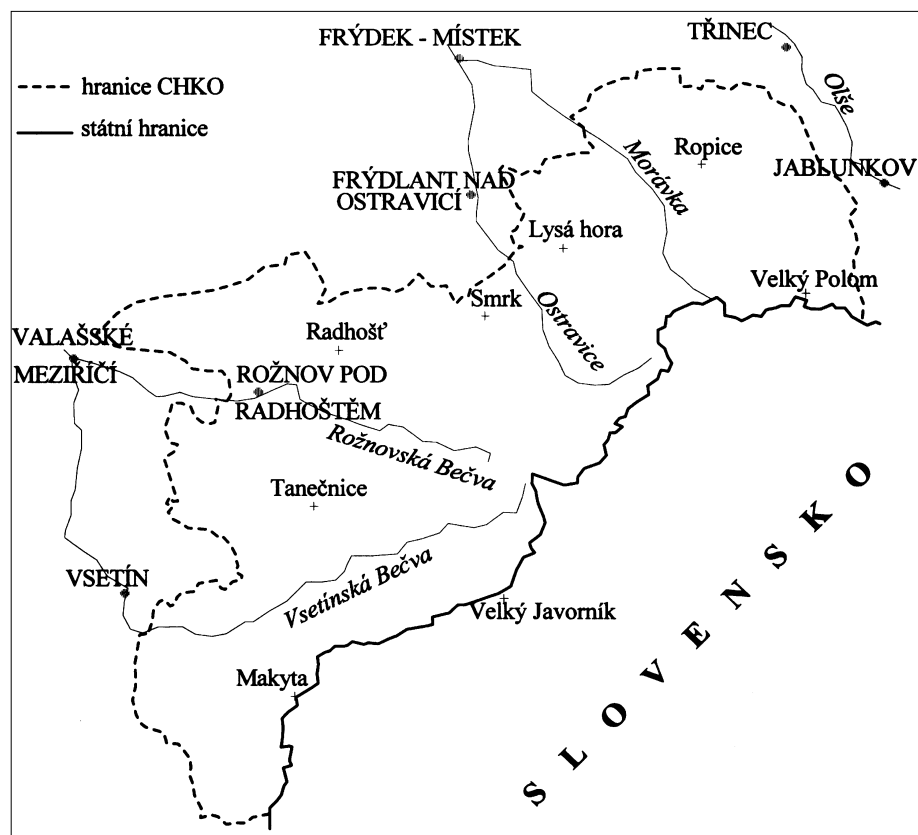 FRÝDEK - MÍSTEK
TŘINEC
hranice CHKO
státní hranice
Olše
Morávka
Ropice
JABLUNKOV
FRÝDLANT NAD
OSTRAVICÍ
Lysá hora
Velký Polom
Smrk
Ostravice
Radhošť
VALAŠSKÉ
MEZIŘÍČÍ
ROŽNOV POD
RADHOŠTĚM
Rožnovská Bečva
Tanečnice
VSETÍN
Vsetínská Bečva
Velký Javorník
Makyta
SLOVENSKO